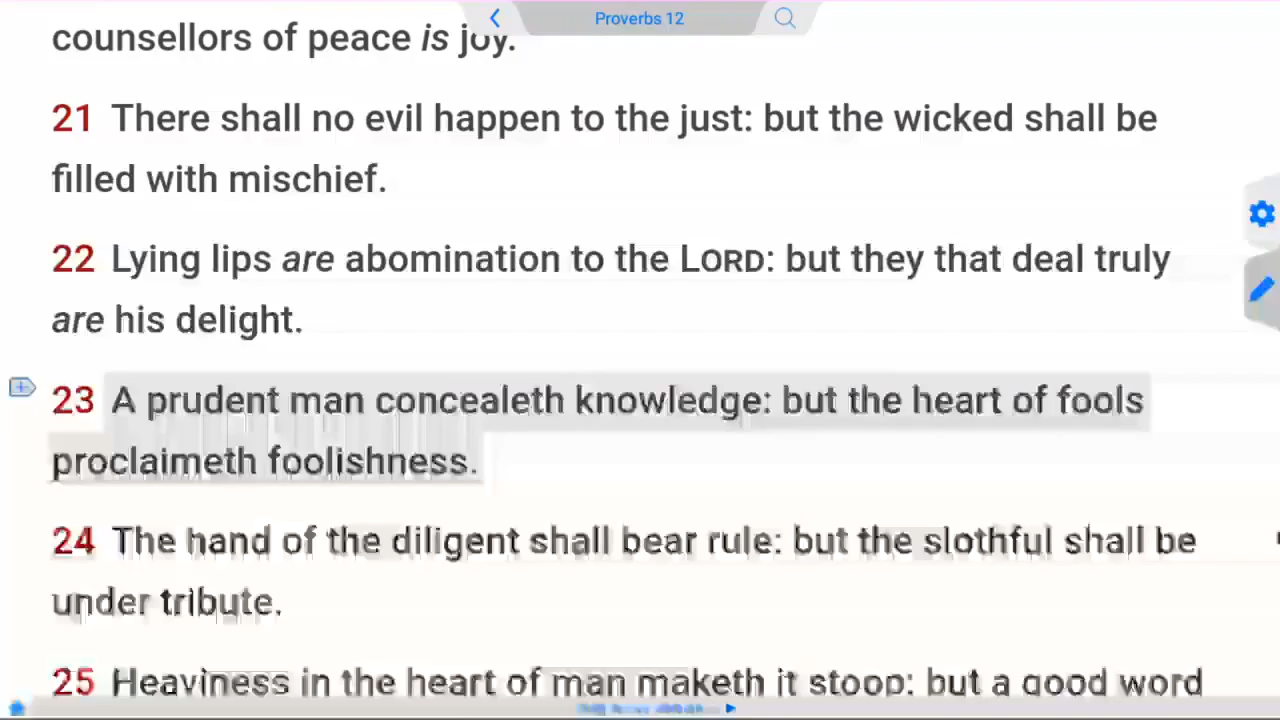 Proverbs 12
counsellors of peace is joy.
21 There shall no evil happen to the just: but the wicked shall be
filled with mischief.
22 Lying lips are abomination to the LORD: but they that deal truly
are his delight.
23 A prudent man concealeth knowledge: but the heart of fools
proclaimeth foolishness.
24 The hand of the diligent shall bear rule: but the slothful shall be
under tribute.
25 Heaviness in the heart of man maketh it stoop: but a good word